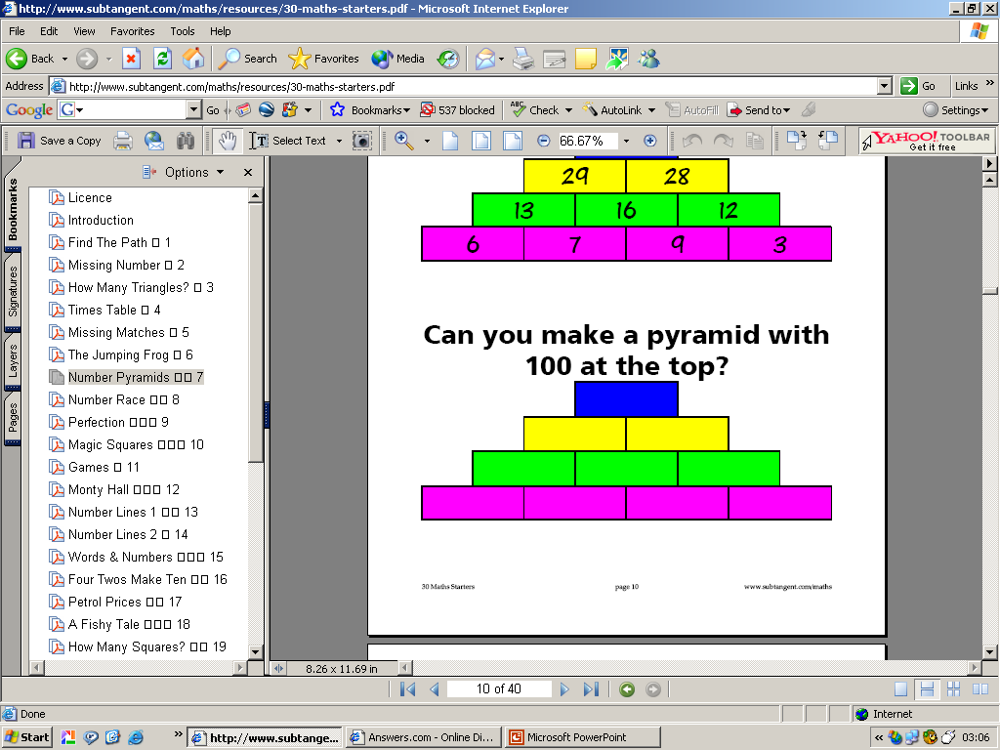 http://www.subtangent.com/maths/resources/30-maths-starters.pdf - Microsoft Internet Explorer
File Edit View Favorites Tools Help
Back Search Favorites Media
Address http://www.subtangent.com/maths/resources/30-maths-starters.pdf Go Links »
Google G Go Bookmarks 537 blocked ABC Check AutoLink AutoFill Send to Settings
Save a Copy Select Text 66.67% YAHOO! TOOLBAR
Get it free
Bookmarks
Signatures
Layers
Pages
Options
Licence
Introduction
Find The Path 1
Missing Number 2
How Many Triangles? 3
Times Table 4
Missing Matches 5
The Jumping Frog 6
Number Pyramids 7
Number Race 8
Perfection 9
Magic Squares 10
Games 11
Monty Hall 12
Number Lines 1 13
Number Lines 2 14
Words & Numbers 15
Four Twos Make Ten 16
Petrol Prices 17
A Fishy Tale 18
How Many Squares? 19
29 28
13 16 12
6 7 9 3
Can you make a pyramid with
100 at the top?
30 Maths Starters page 10 www.subtangent.com/maths
8.26 x 11.69 in
10 of 40
Done Internet
Start » http://www.subtange... Answers.com - Online Di... Microsoft PowerPoint « 03:06